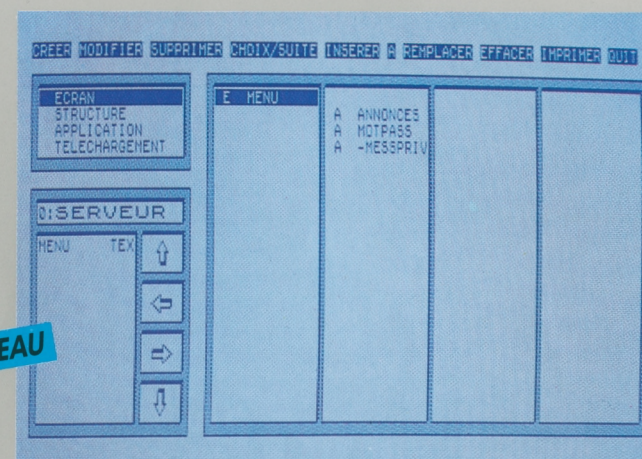 CREER MODIFIER SUPPRIMER CHOIX/SUITE INSERER A REMPLACER EFFACER IMPRIMER QUIT
ECRAN
STRUCTURE
APPLICATION
TELECHARGEMENT
0:SERVEUR
MENU TEX
E MENU
A ANNONCES
A MOTPASS
A -MESSPRIV
EAU